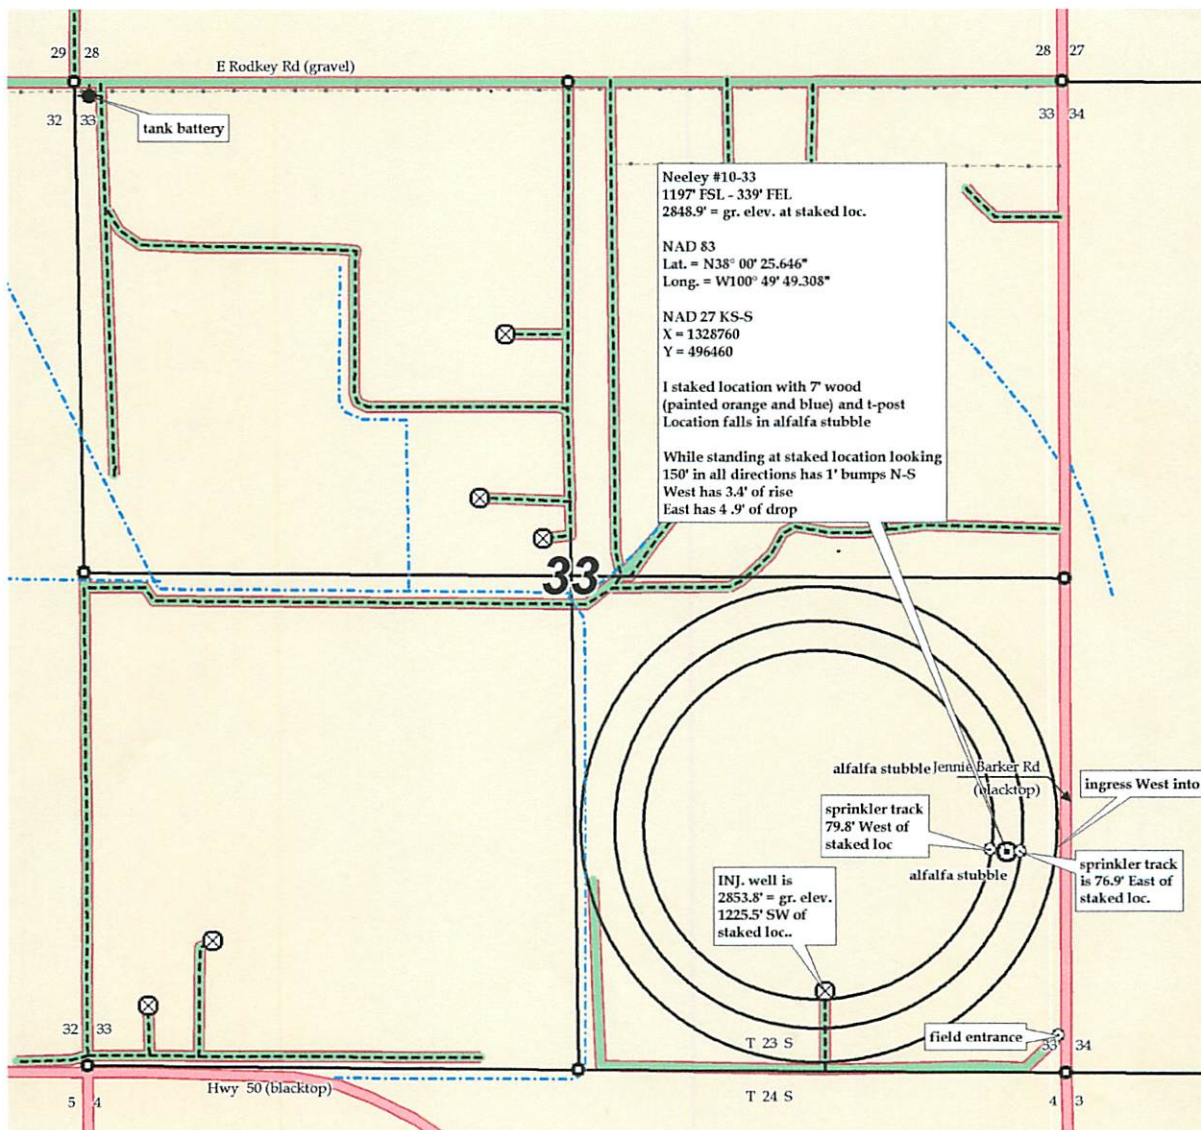 29 28
28 27
E Rodkey Rd (gravel)
32 33
33 34
tank battery
Neeley #10-33
1197' FSL - 339' FEL
2848.9' = gr. elev. at staked loc.
NAD 83
Lat. = N38° 00' 25.646"
Long. = W100° 49' 49.308"
NAD 27 KS-S
X = 1328760
Y = 496460
I staked location with 7' wood
(painted orange and blue) and t-post
Location falls in alfalfa stubble
While standing at staked location looking
150' in all directions has 1' bumps N-S
West has 3.4' of rise
East has 4 .9' of drop
33
alfalfa stubble
Jennie Barker Rd
(blacktop)
ingress West into
sprinkler track
79.8' West of
staked loc
alfalfa stubble
sprinkler track
is 76.9' East of
staked loc.
INJ. well is
2853.8' = gr. elev.
1225.5' SW of
staked loc..
32 33
field entrance
33 34
T 23 S
Hwy 50 (blacktop)
T 24 S
5 4
4 3